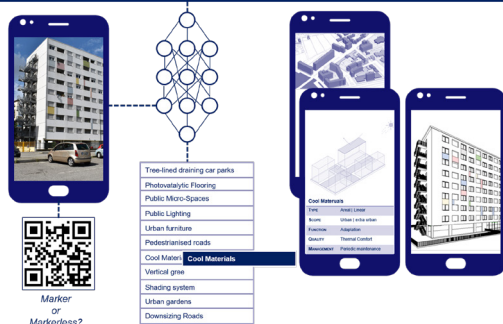 Tree-lined draining car parks
Photovatalytic Flooring
Public Micro-Spaces
Public Lighting
Urban furniture
Pedestrianised roads
Cool Materi
Cool Materials
Vertical gree
Shading system
Urban gardens
Downsizing Roads
Marker
or
Markerless?
Cool Materials
TYPE Areal | Linear
SCOPE Urban | extra urban
FUNCTION Adaptation
QUALITY Thermal Comfort
MANAGEMENT Periodic maintenance